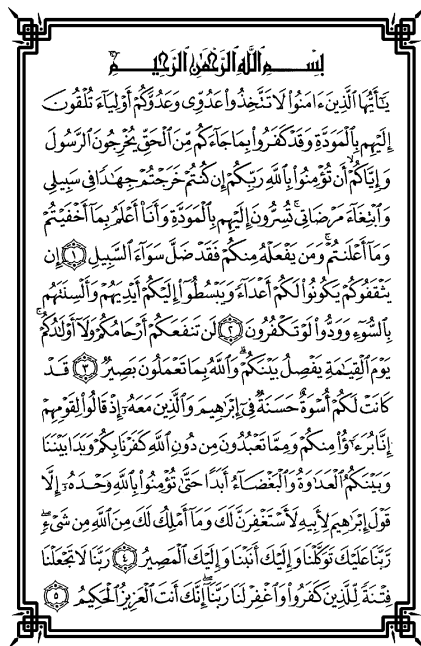 بِسْمِ اللَّهِ الرَّحْمَٰنِ الرَّحِيمِ
يَٰٓأَيُّهَا ٱلَّذِينَ ءَامَنُوا۟ لَا تَتَّخِذُوا۟ عَدُوِّى وَعَدُوَّكُمْ أَوْلِيَآءَ تُلْقُونَ
إِلَيْهِم بِٱلْمَوَدَّةِ وَقَدْ كَفَرُوا۟ بِمَا جَآءَكُم مِّنَ ٱلْحَقِّ يُخْرِجُونَ ٱلرَّسُولَ
وَإِيَّاكُمْ ۙ أَن تُؤْمِنُوا۟ بِٱللَّهِ رَبِّكُمْ إِن كُنتُمْ خَرَجْتُمْ جِهَٰدًا فِى سَبِيلِى
وَٱبْتِغَآءَ مَرْضَاتِى ۚ تُسِرُّونَ إِلَيْهِم بِٱلْمَوَدَّةِ وَأَنَا۠ أَعْلَمُ بِمَآ أَخْفَيْتُمْ
وَمَآ أَعْلَنتُمْ ۚ وَمَن يَفْعَلْهُ مِنكُمْ فَقَدْ ضَلَّ سَوَآءَ ٱلسَّبِيلِ ١ إِن
يَثْقَفُوكُمْ يَكُونُوا۟ لَكُمْ أَعْدَآءً وَيَبْسُطُوٓا۟ إِلَيْكُمْ أَيْدِيَهُمْ وَأَلْسِنَتَهُم
بِٱلسُّوٓءِ وَوَدُّوا۟ لَوْ تَكْفُرُونَ ٢ لَن تَنفَعَكُمْ أَرْحَامُكُمْ وَلَآ أَوْلَٰدُكُمْ ۚ
يَوْمَ ٱلْقِيَٰمَةِ يَفْصِلُ بَيْنَكُمْ ۚ وَٱللَّهُ بِمَا تَعْمَلُونَ بَصِيرٌ ٣ قَدْ
كَانَتْ لَكُمْ أُسْوَةٌ حَسَنَةٌ فِىٓ إِبْرَٰهِيمَ وَٱلَّذِينَ مَعَهُۥٓ إِذْ قَالُوا۟ لِقَوْمِهِمْ
إِنَّا بُرَءَٰٓؤُا۟ مِنكُمْ وَمِمَّا تَعْبُدُونَ مِن دُونِ ٱللَّهِ كَفَرْنَا بِكُمْ وَبَدَا بَيْنَنَا
وَبَيْنَكُمُ ٱلْعَدَٰوَةُ وَٱلْبَغْضَآءُ أَبَدًا حَتَّىٰ تُؤْمِنُوا۟ بِٱللَّهِ وَحْدَهُۥٓ إِلَّا
قَوْلَ إِبْرَٰهِيمَ لِأَبِيهِ لَأَسْتَغْفِرَنَّ لَكَ وَمَآ أَمْلِكُ لَكَ مِنَ ٱللَّهِ مِن شَىْءٍ ۖ
رَّبَّنَا عَلَيْكَ تَوَكَّلْنَا وَإِلَيْكَ أَنَبْنَا وَإِلَيْكَ ٱلْمَصِيرُ ٤ رَبَّنَا لَا تَجْعَلْنَا
فِتْنَةً لِّلَّذِينَ كَفَرُوا۟ وَٱغْفِرْ لَنَا رَبَّنَآ ۖ إِنَّكَ أَنتَ ٱلْعَزِيزُ ٱلْحَكِيمُ ٥